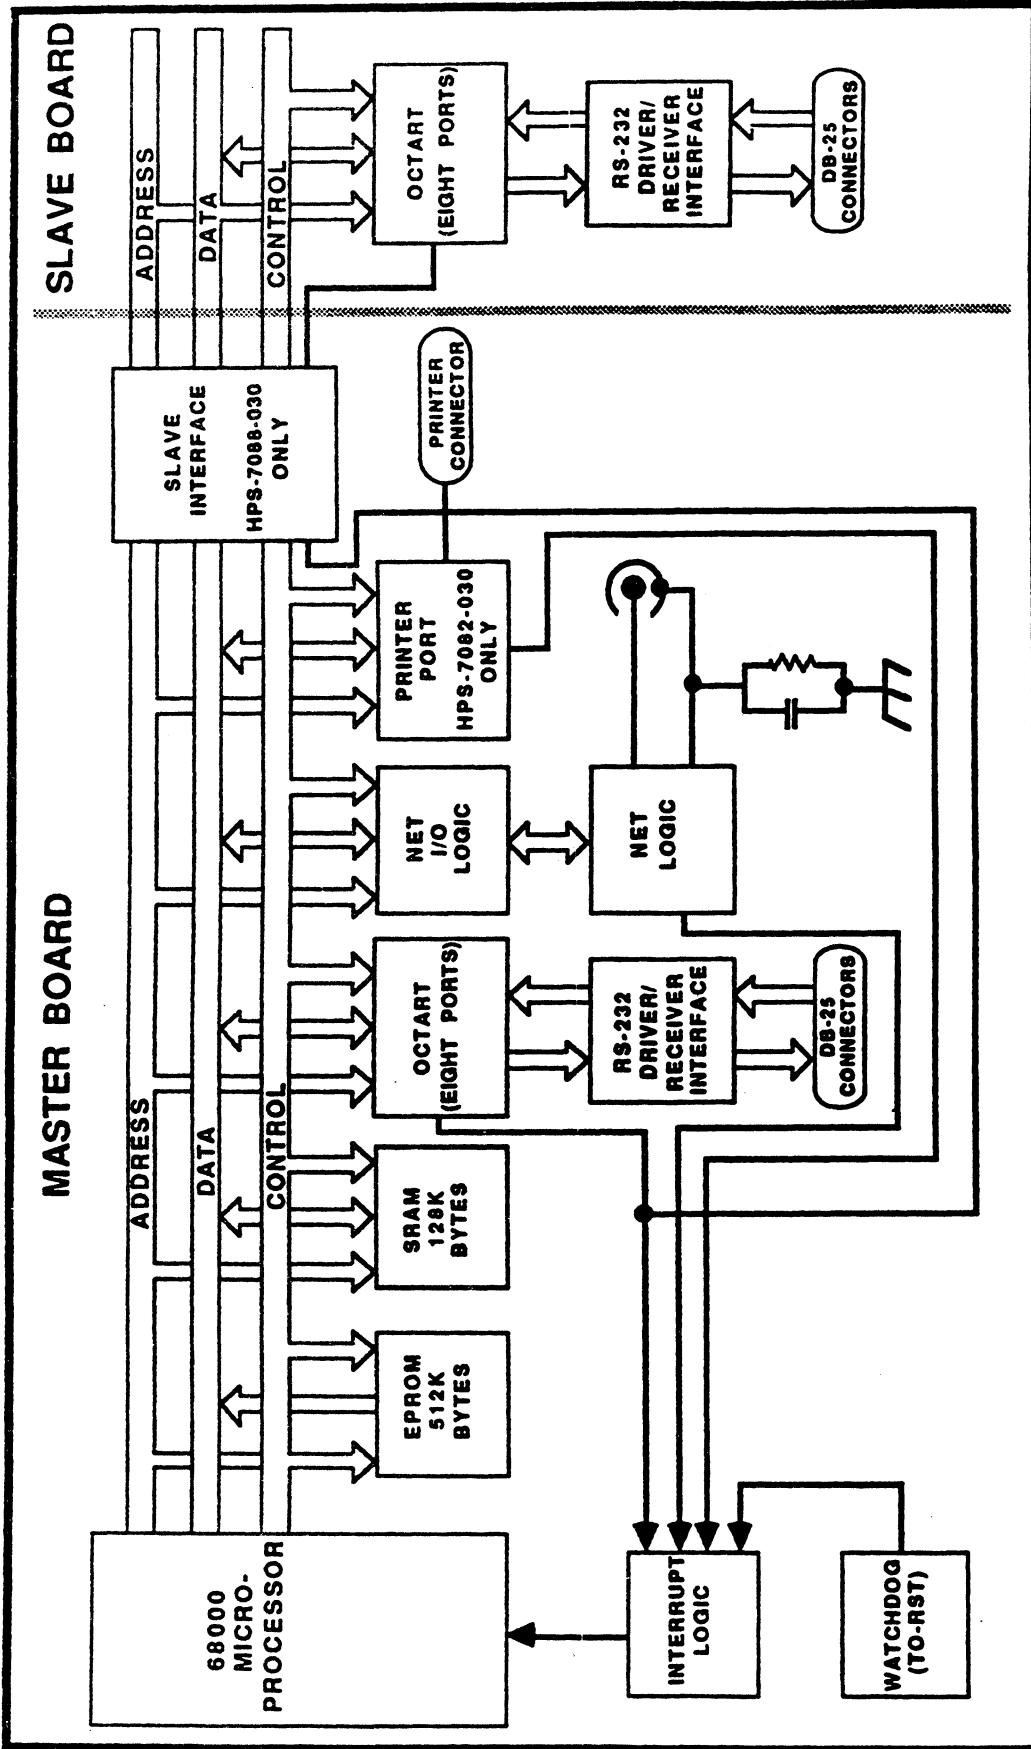 MASTER BOARD
SLAVE BOARD
68000
MICRO-
PROCESSOR
ADDRESS
DATA
CONTROL
SLAVE
INTERFACE
HPS-7088-030
ONLY
ADDRESS
DATA
CONTROL
EPROM
512K
BYTES
SRAM
128K
BYTES
OCTART
(EIGHT PORTS)
NET
I/O
LOGIC
PRINTER
PORT
HPS-7082-030
ONLY
PRINTER
CONNECTOR
OCTART
(EIGHT PORTS)
INTERRUPT
LOGIC
RS-232
DRIVER/
RECEIVER
INTERFACE
NET
LOGIC
RS-232
DRIVER/
RECEIVER
INTERFACE
WATCHDOG
(TO-RST)
DB-25
CONNECTORS
DB-25
CONNECTORS